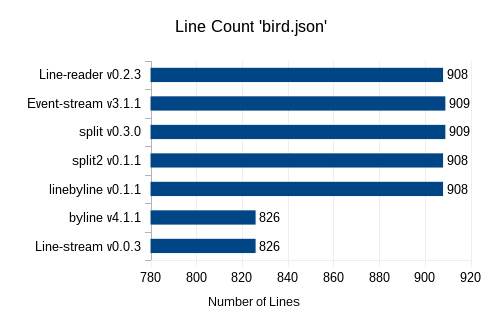 Line Count 'bird.json'
Line-reader v0.2.3 908
Event-stream v3.1.1 909
split v0.3.0 909
split2 v0.1.1 908
linebyline v0.1.1 908
byline v4.1.1 826
Line-stream v0.0.3 826
780 800 820 840 860 880 900 920
Number of Lines